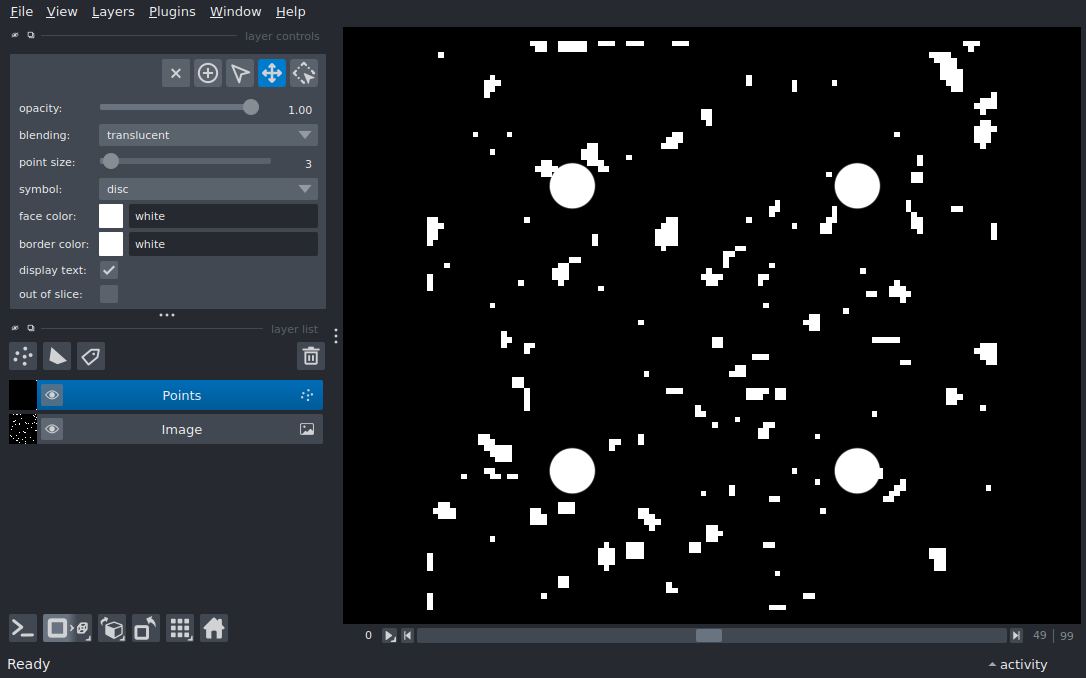 File View Layers Plugins Window Help
layer controls
opacity: 1.00
blending: translucent
point size: 3
symbol: disc
face color: white
border color: white
display text:
out of slice:
layer list
Points
Image
0 49 99
Ready activity